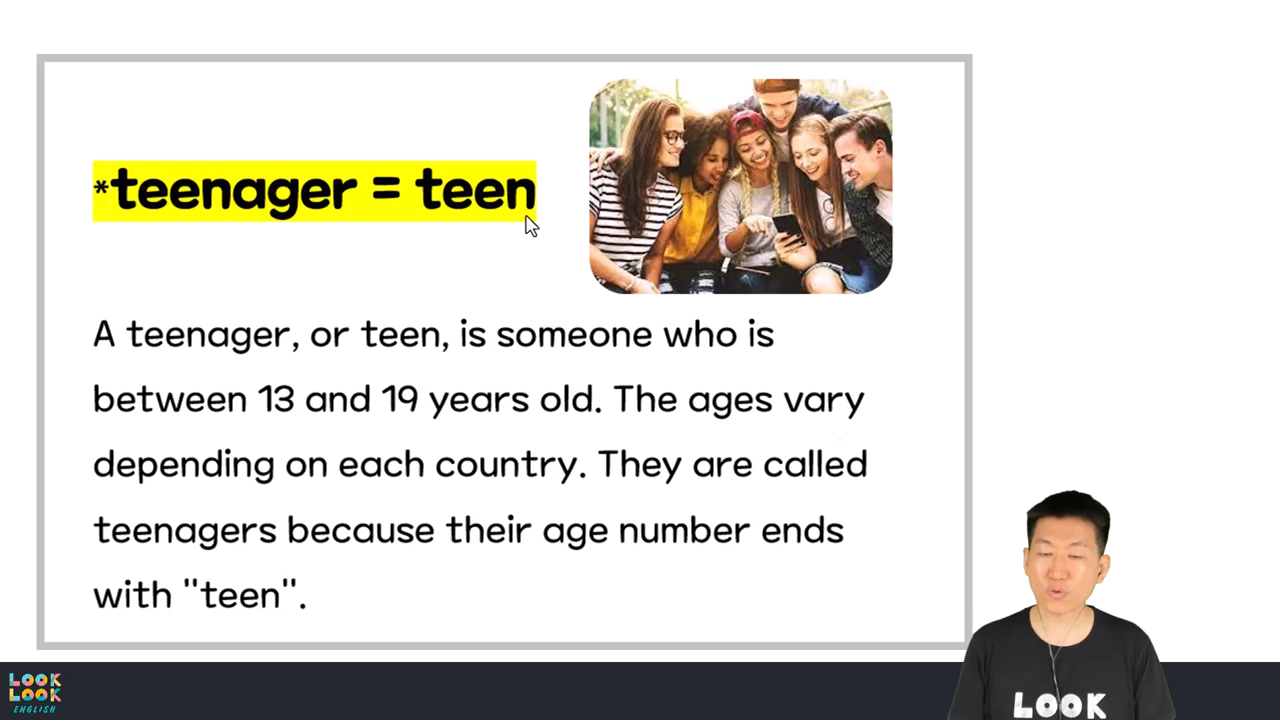 *teenager = teen
A teenager, or teen, is someone who is
between 13 and 19 years old. The ages vary
depending on each country. They are called
teenagers because their age number ends
with "teen".
LOOK
LOOK
ENGLISH
LOOK